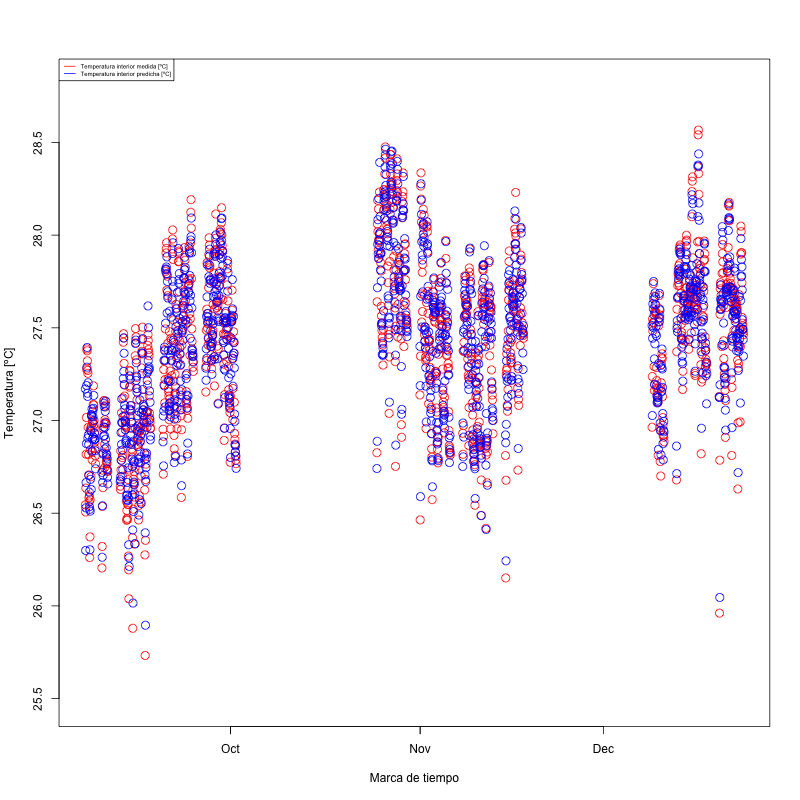 Temperatura interior medida [ºC]
Temperatura interior predicha [ºC]
Temperatura [ºC]
28.5
28.0
27.5
27.0
26.5
26.0
25.5
Oct
Nov
Dec
Marca de tiempo